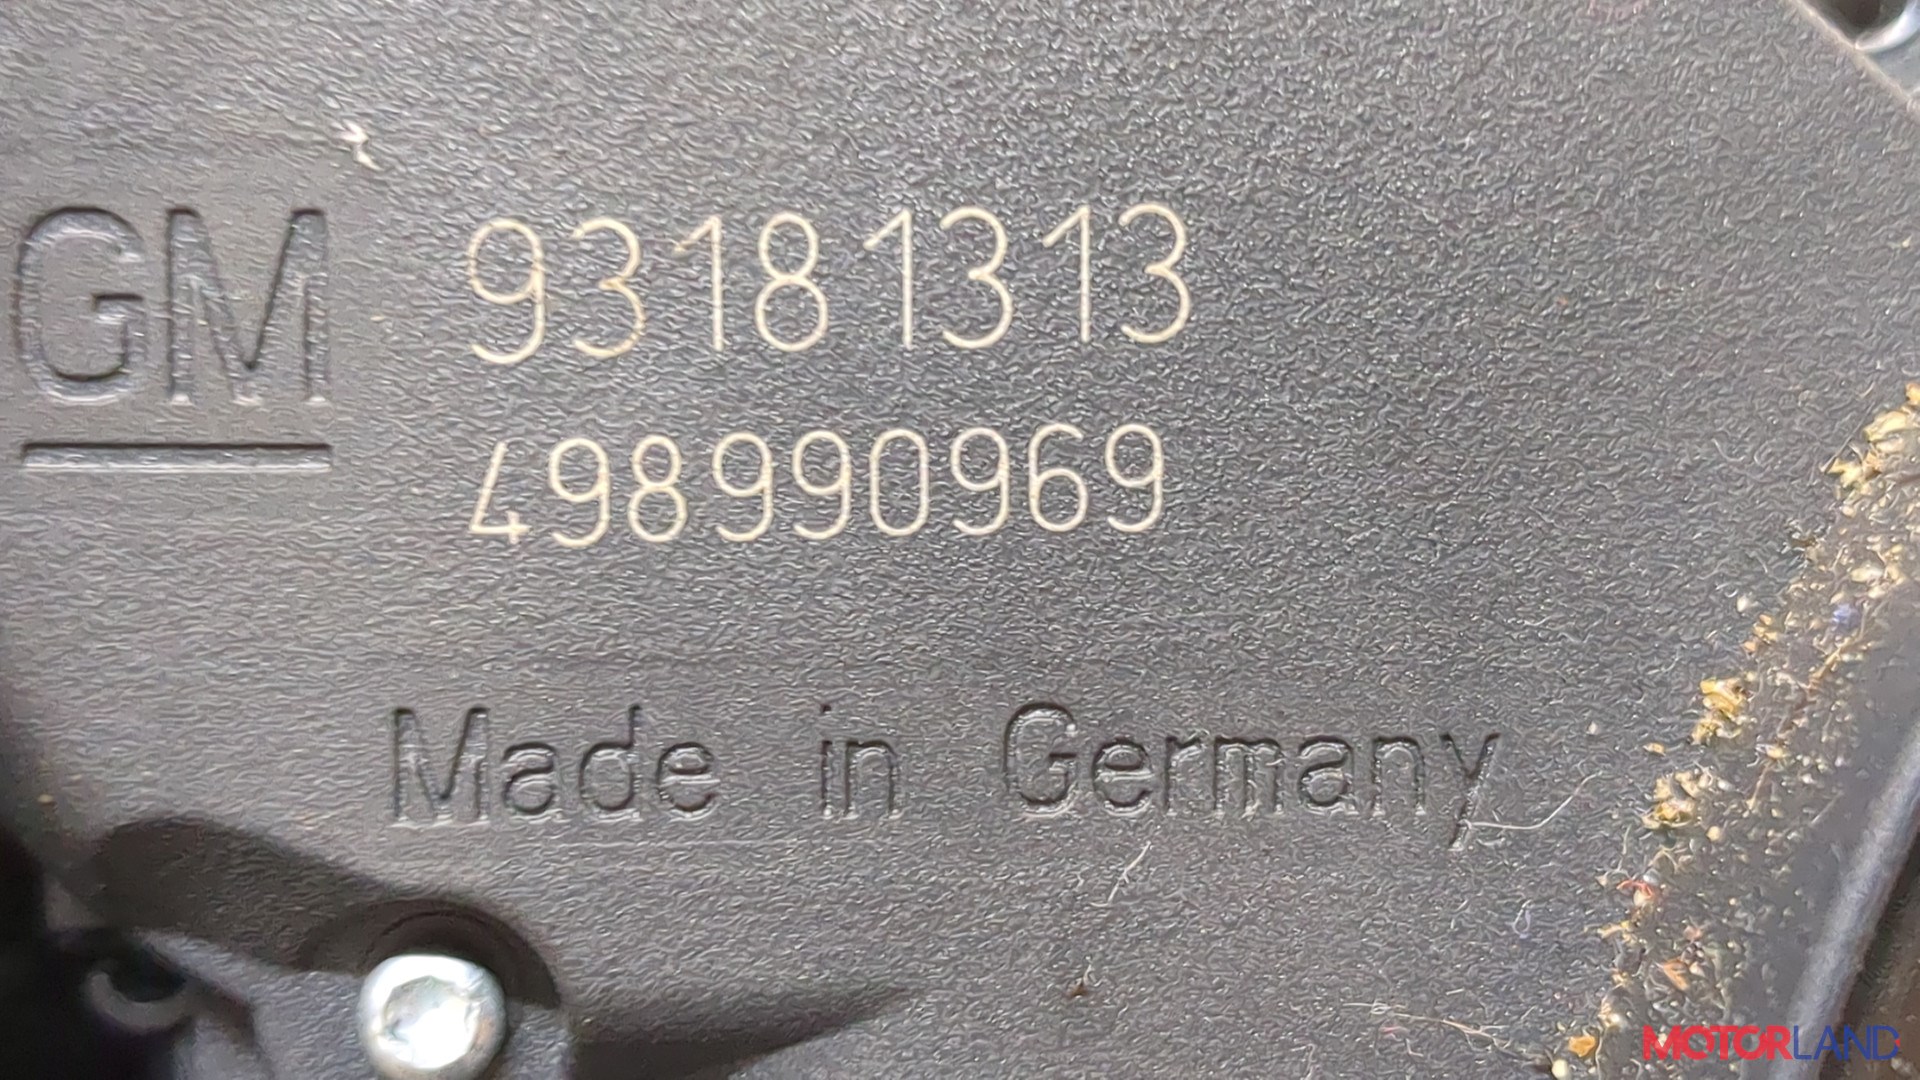 GM 93181313
498990969
Made in Germany
MOTORLAND